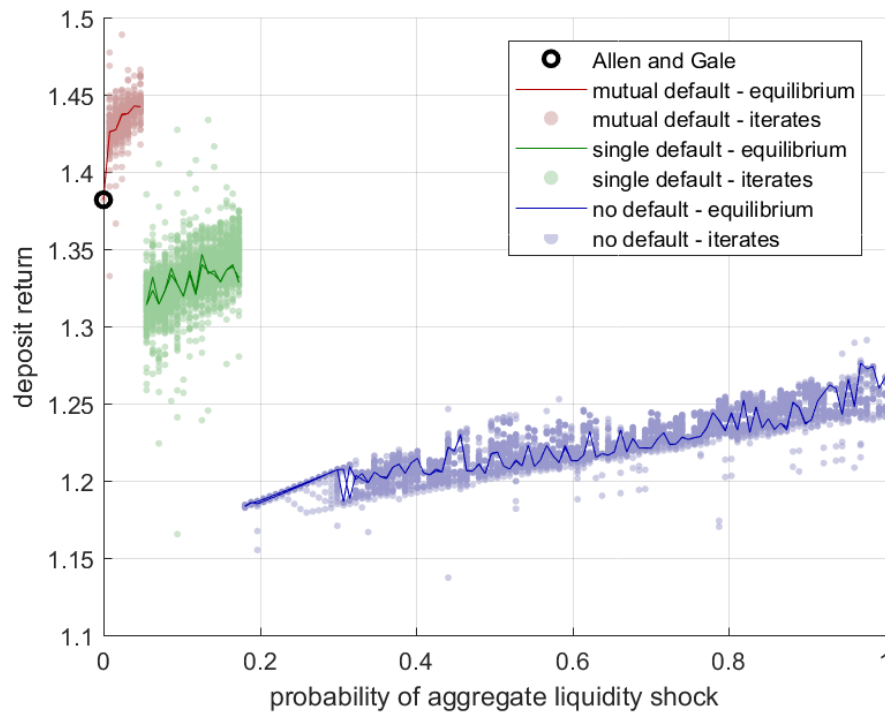 1.5
1.45
1.4
1.35
1.3
1.25
1.2
1.15
1.1
deposit return
Allen and Gale
mutual default - equilibrium
mutual default - iterates
single default - equilibrium
single default - iterates
no default - equilibrium
no default - iterates
0 0.2 0.4 0.6 0.8 1
probability of aggregate liquidity shock